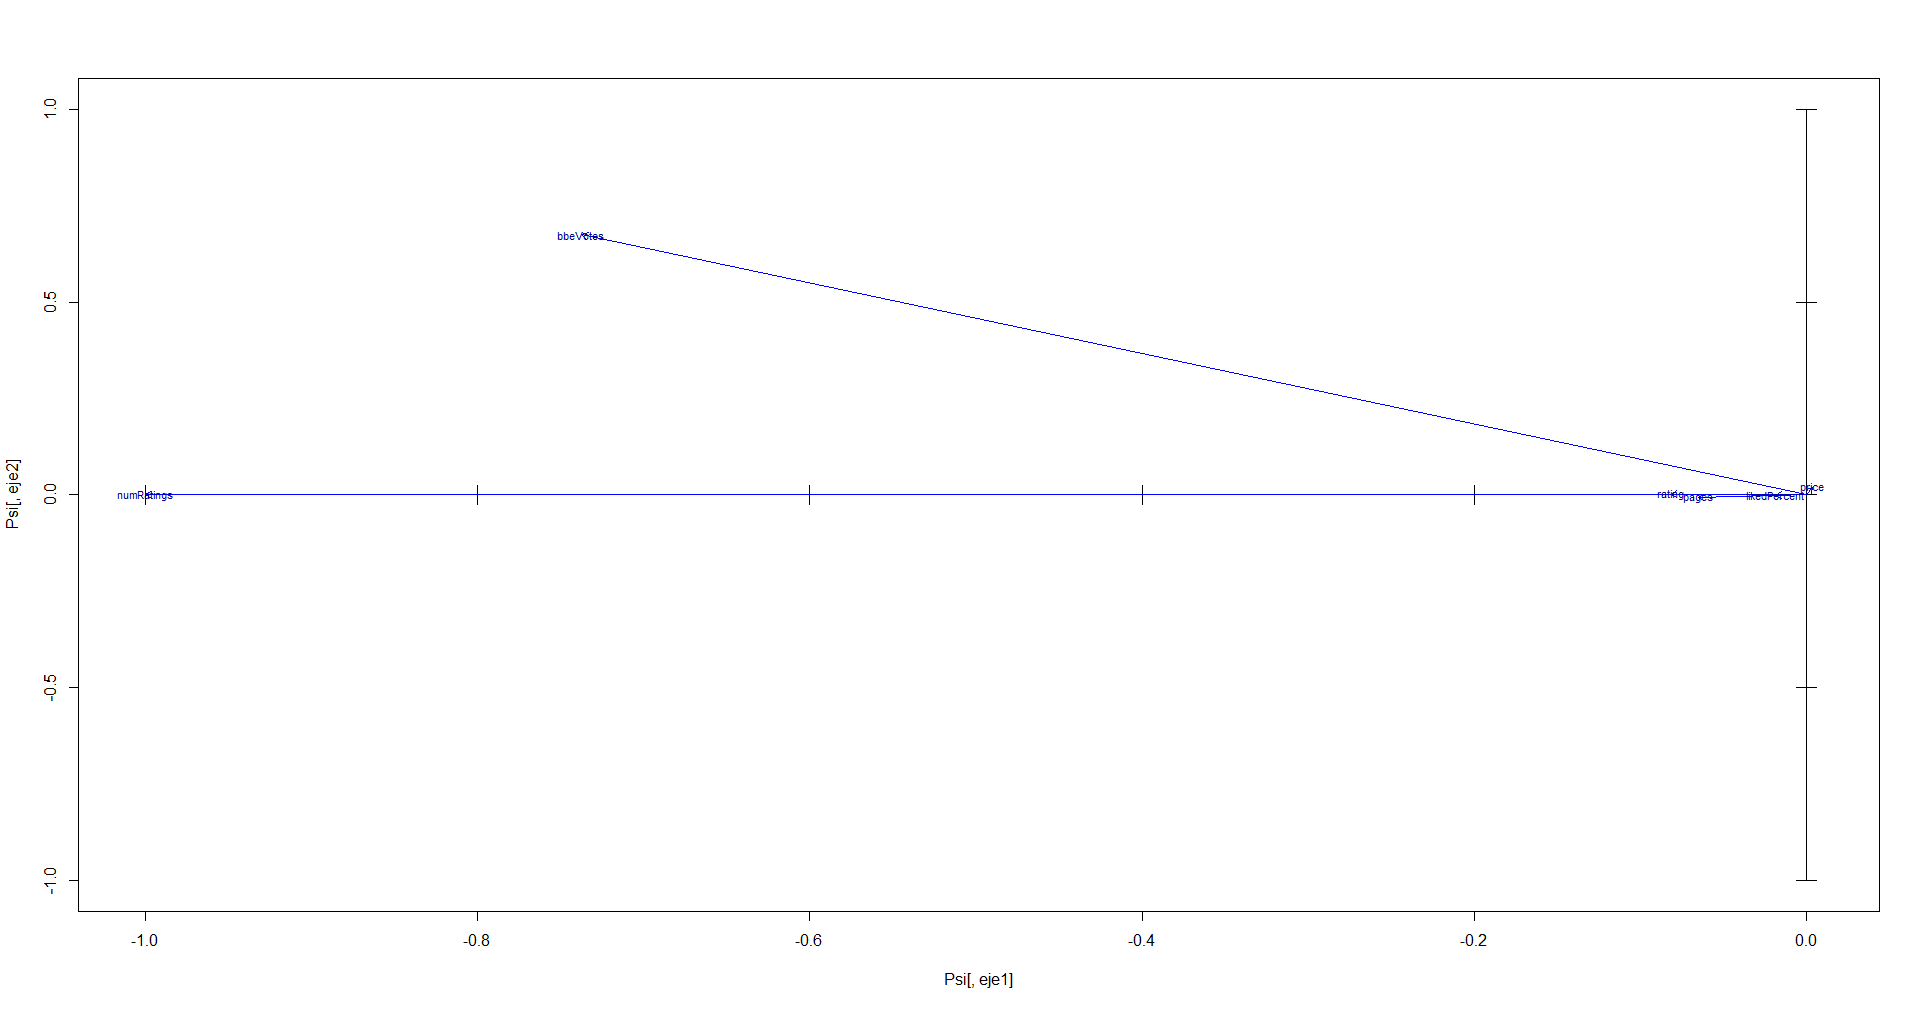 1.0
0.5
0.0
-0.5
-1.0
Psi[, eje2]
bbeVotes
numRatings
rating
pages
likedPercent
price
-1.0 -0.8 -0.6 -0.4 -0.2 0.0
Psi[, eje1]